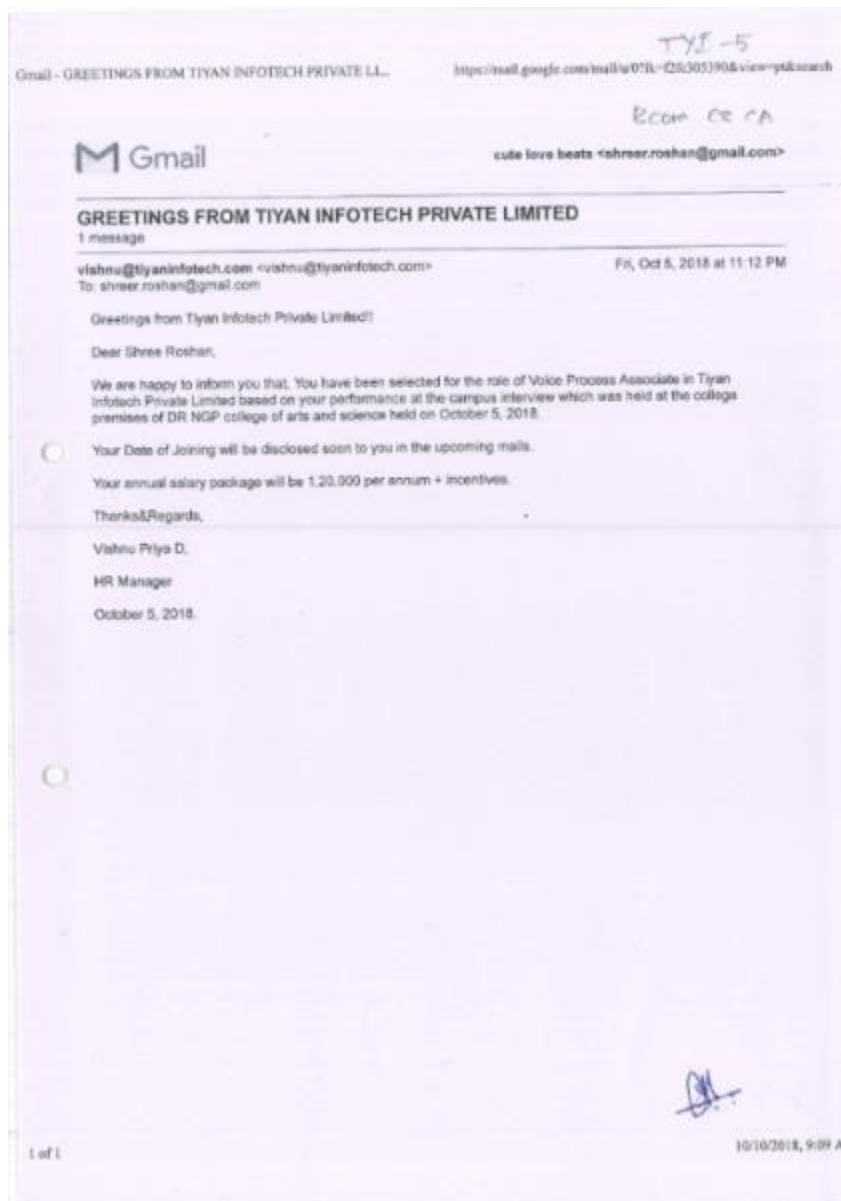 TYI-5
Gmail - GREETINGS FROM TIYAN INFOTECH PRIVATE LI...
Bcom CS CA
Gmail
cute love beats <shreer.roshan@gmail.com>
GREETINGS FROM TIYAN INFOTECH PRIVATE LIMITED
1 message
vishnu@tiyaninfotech.com <vishnu@tiyaninfotech.com>
Fri, Oct 5, 2018 at 11:12 PM
To: shreer.roshan@gmail.com
Greetings from Tiyan Infotech Private Limited!!
Dear Shree Roshan,
We are happy to inform you that, You have been selected for the role of Voice Process Associate in Tiyan
Infotech Private Limited based on your performance at the campus interview which was held at the college
premises of DR NGP college of arts and science held on October 5, 2018.
Your Date of Joining will be disclosed soon to you in the upcoming mails.
Your annual salary package will be 1,20,000 per annum + incentives.
Thanks&Regards,
Vishnu Priya D,
HR Manager
October 5, 2018.
1 of 1
10/10/2018, 9:09 A